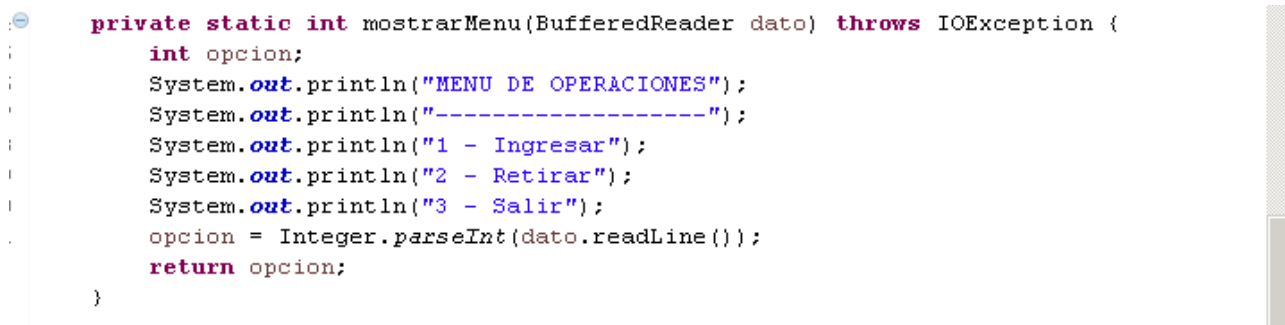 private static int mostrarMenu(BufferedReader dato) throws IOException {
int opcion;
System.out.println("MENU DE OPERACIONES");
System.out.println("-------------------");
System.out.println("1 - Ingresar");
System.out.println("2 - Retirar");
System.out.println("3 - Salir");
opcion = Integer.parseInt(dato.readLine());
return opcion;
}